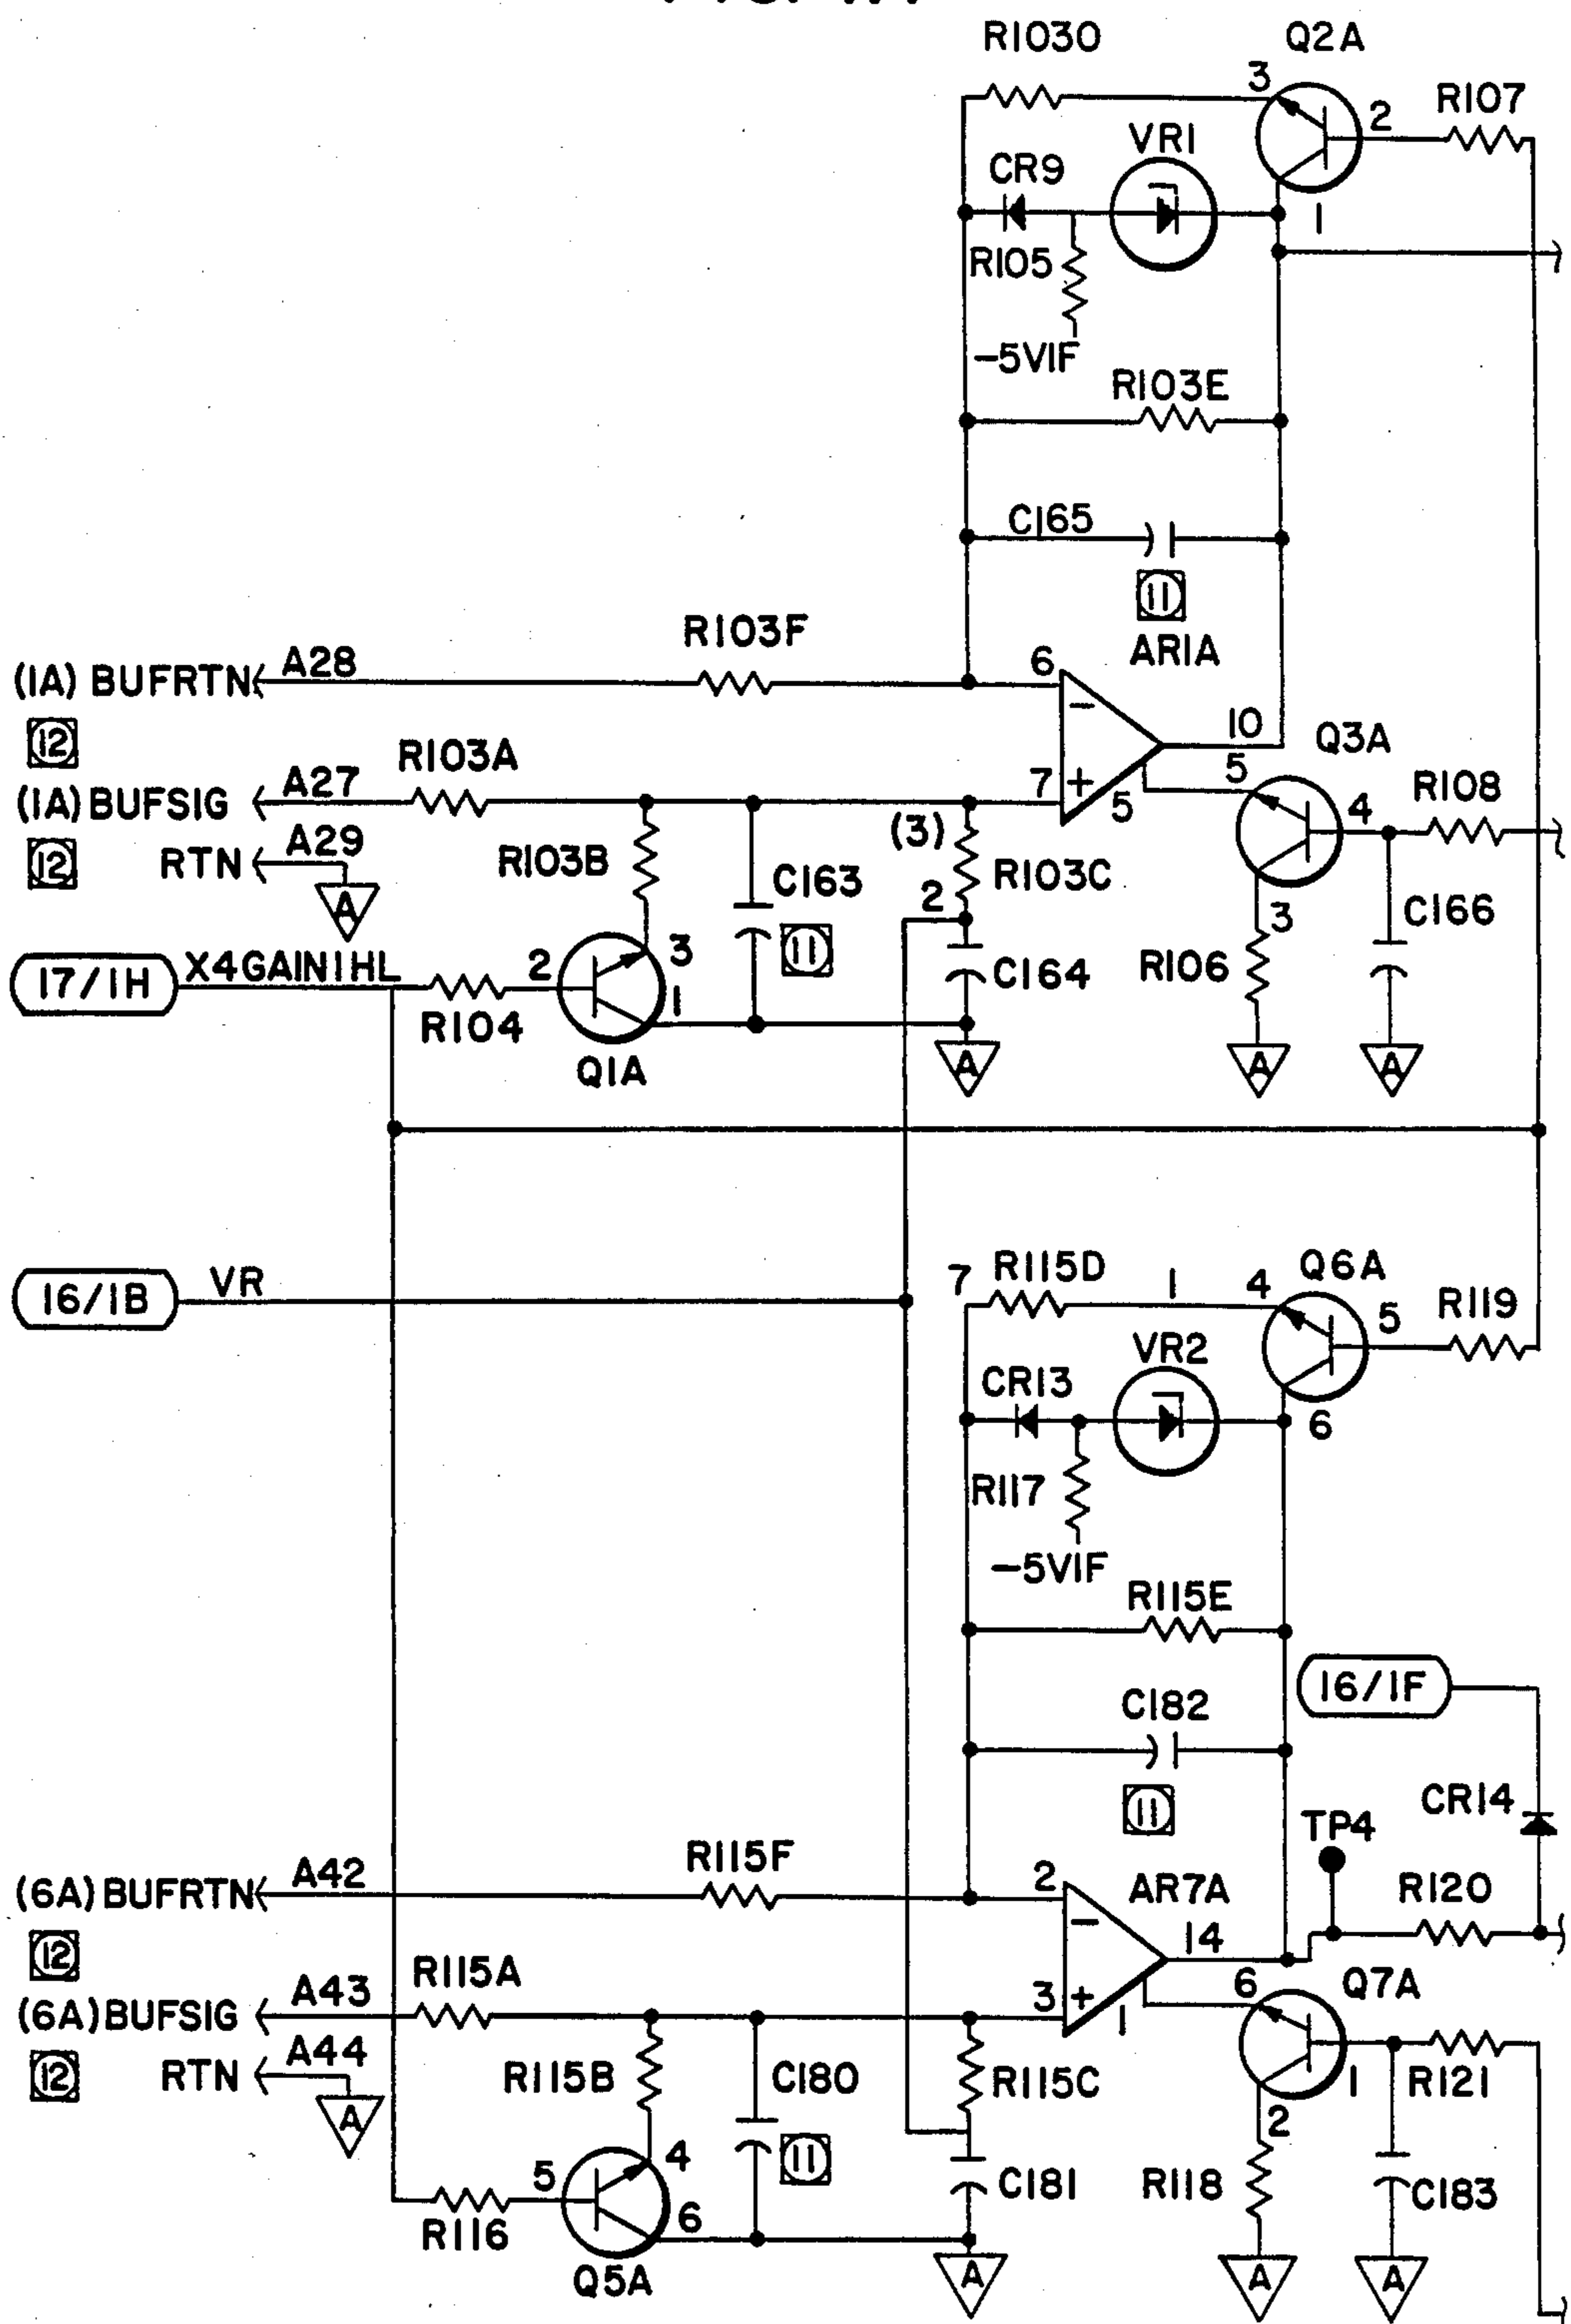 R1030 Q2A
3
2 R107
VR1
CR9
1
R105
-5VIF
R103E
C165
11
AR1A
R103F
(1A) BUFRTN A28
6
-
10
Q3A
12
R103A
(1A) BUFSIG A27
7 +
5
5
4
R108
(3)
12
RTN A29
A
R103B
C163
R103C
2
3
C166
11
C164
R106
17/1H X4GAIN1HL
2
3
1
R104
Q1A
A
A
A
16/1B VR
7 R115D 1 4 Q6A
5 R119
VR2
CR13
6
R117
-5VIF
R115E
16/1F
C182
11
CR14
TP4
R115F
(6A) BUFRTN A42
2
-
AR7A
R120
14
12
R115A
(6A) BUFSIG A43
3 +
1
6
Q7A
12
RTN A44
A
R115B
C180
R115C
1
R121
2
11
5
4
6
C181
R118
C183
R116
Q5A
A
A
A